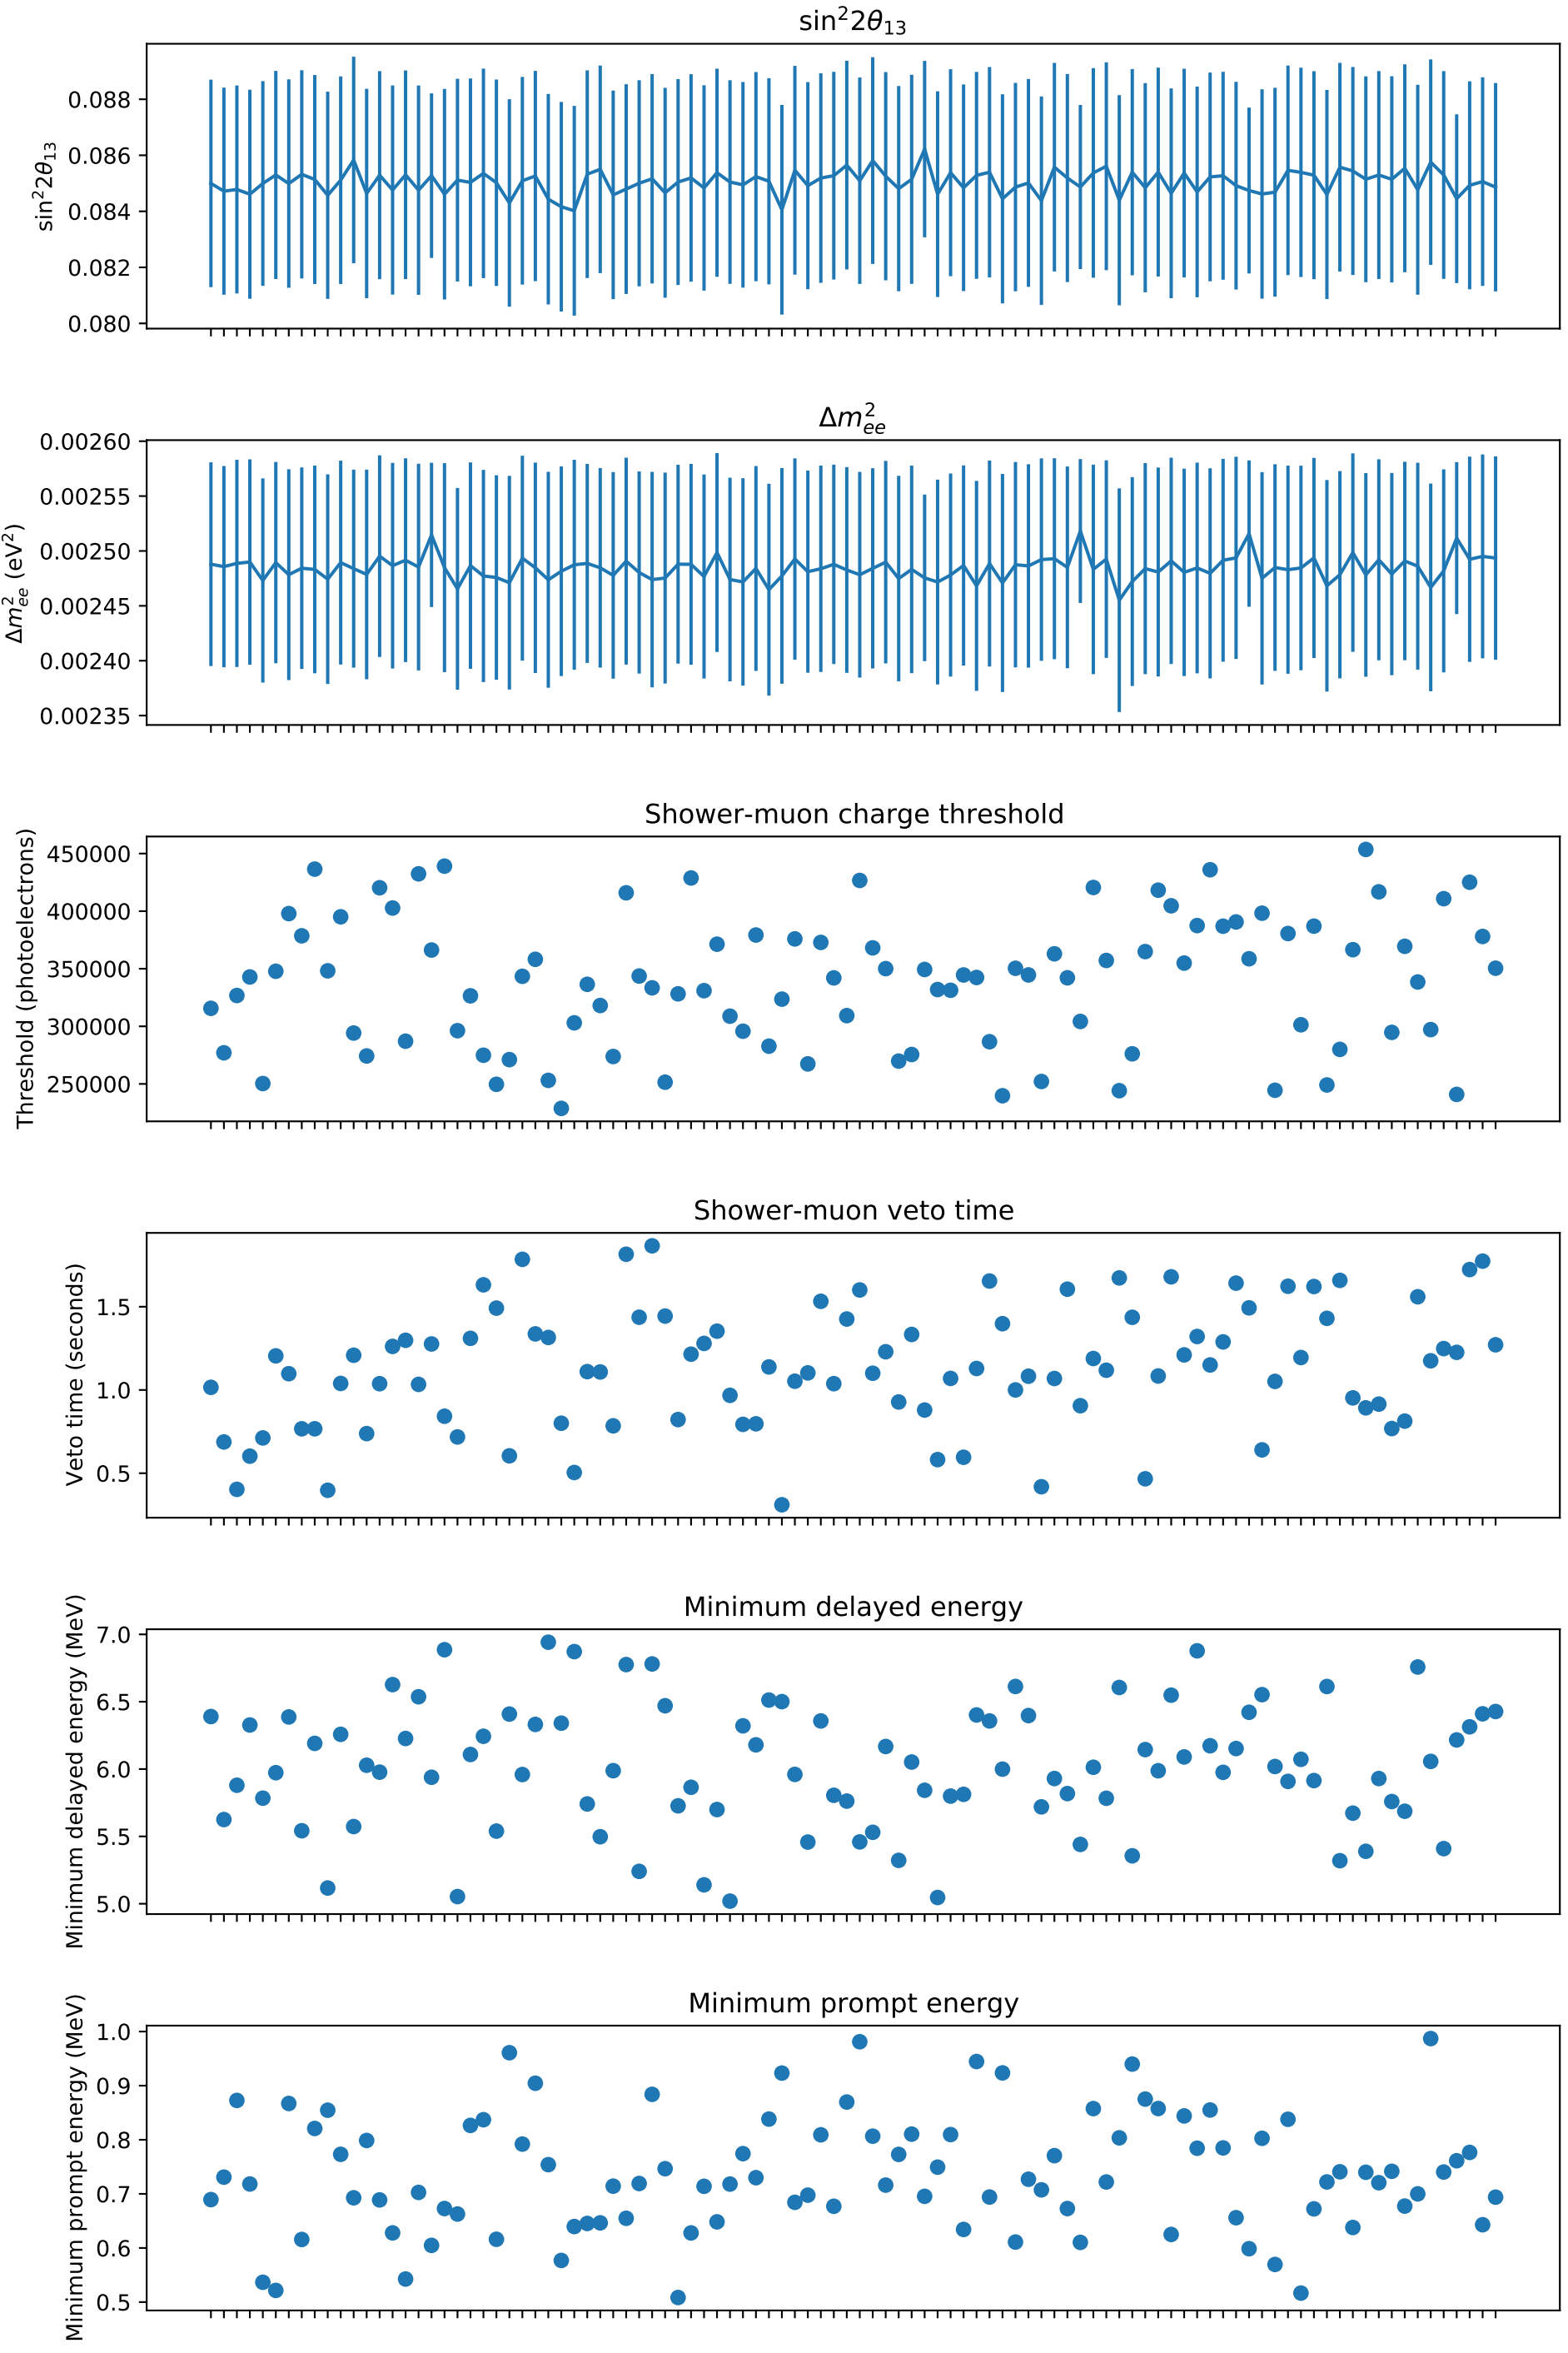 sin²2θ₁₃
sin²2θ₁₃
0.088
0.086
0.084
0.082
0.080
Δm²ₑₑ
Δm²ₑₑ (eV²)
0.00260
0.00255
0.00250
0.00245
0.00240
0.00235
Shower-muon charge threshold
Threshold (photoelectrons)
450000
400000
350000
300000
250000
Shower-muon veto time
Veto time (seconds)
1.5
1.0
0.5
Minimum delayed energy
Minimum delayed energy (MeV)
7.0
6.5
6.0
5.5
5.0
Minimum prompt energy
Minimum prompt energy (MeV)
1.0
0.9
0.8
0.7
0.6
0.5